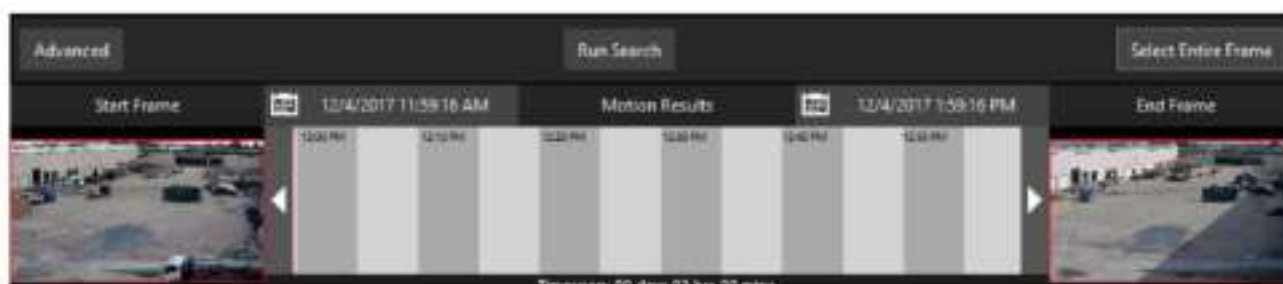 Advanced
Run Search
Select Entire Frame
Start Frame
12/4/2017 11:59:16 AM
Motion Results
12/4/2017 1:59:16 PM
End Frame
12:00 PM
12:10 PM
12:20 PM
12:30 PM
12:40 PM
12:50 PM